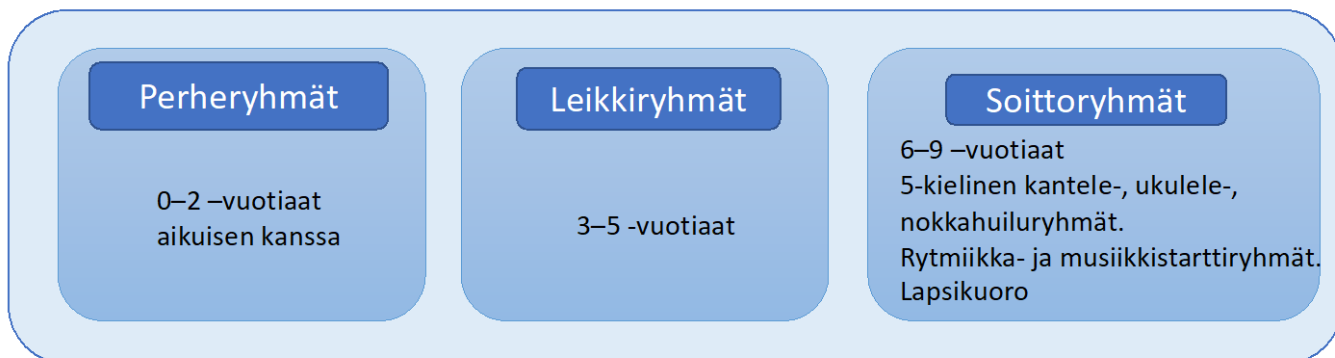 Perheryhmät
0–2 –vuotiaat
aikuisen kanssa
Leikkiryhmät
3–5 -vuotiaat
Soittoryhmät
6–9 –vuotiaat
5-kielinen kantele-, ukulele-,
nokkahuiluryhmät.
Rytmiikka- ja musiikkistarttiryhmät.
Lapsikuoro